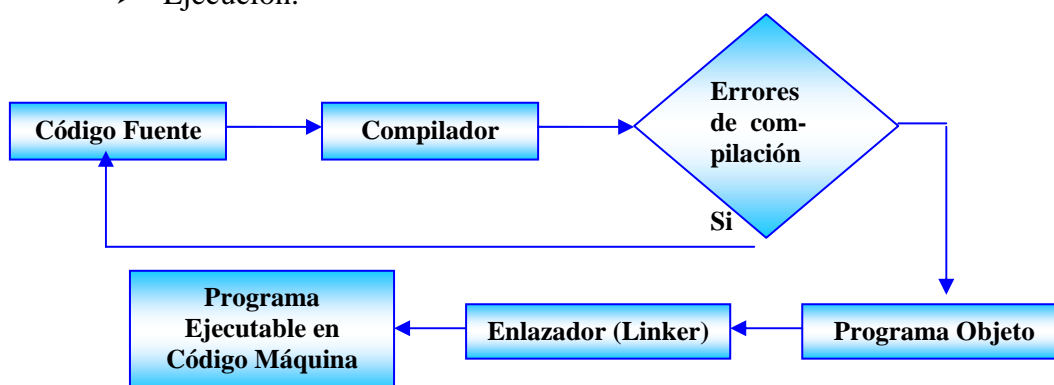 Ejecución.
Código Fuente
Compilador
Errores
de com-
pilación
Si
Programa
Ejecutable en
Código Máquina
Enlazador (Linker)
Programa Objeto